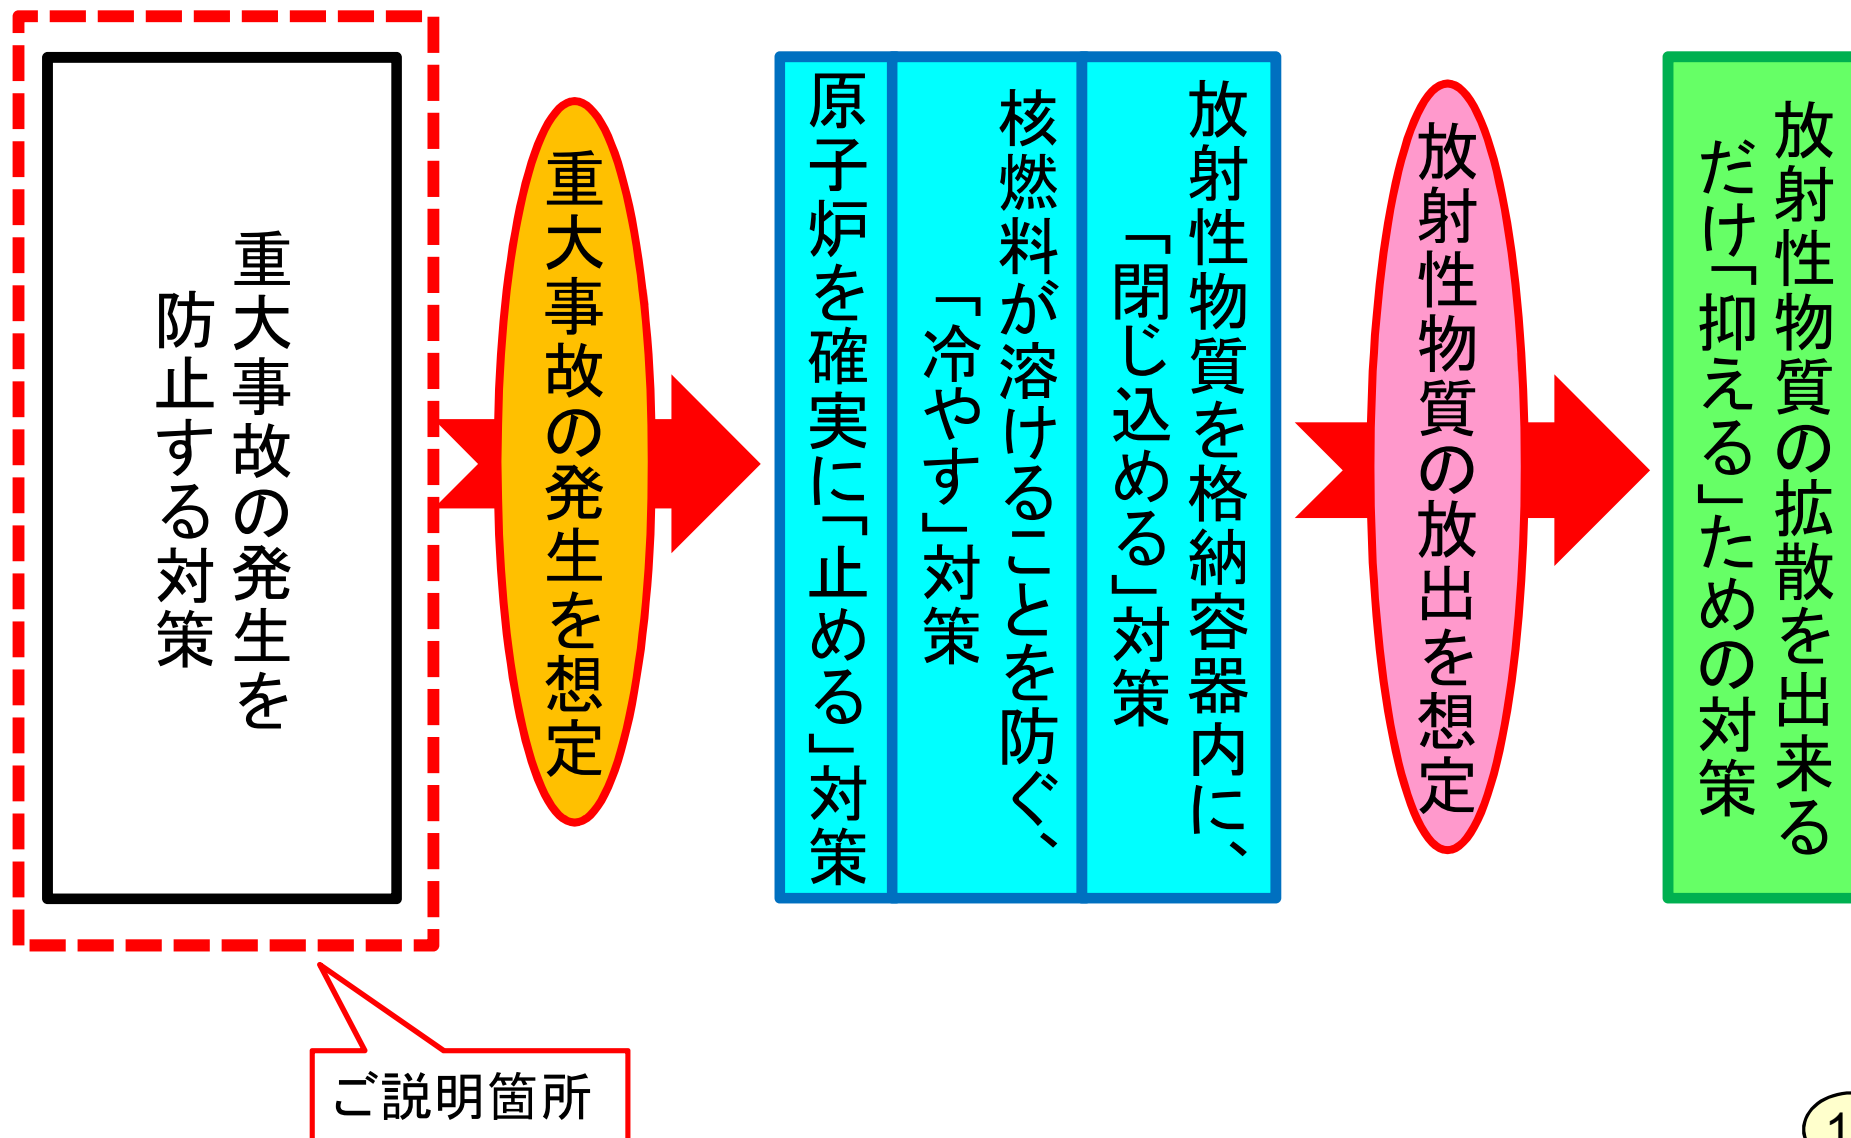 重大事故の発生を
防止する対策
重大事故の発生を想定
原子炉を確実に「止める」対策
核燃料が溶けることを防ぐ、
「冷やす」対策
放射性物質を格納容器内に、
「閉じ込める」対策
放射性物質の放出を想定
放射性物質の拡散を出来る
だけ「抑える」ための対策
ご説明箇所
1